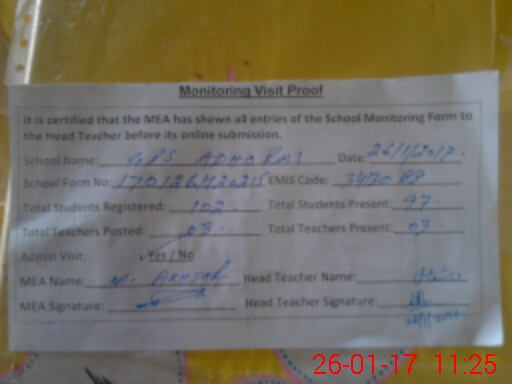 Monitoring Visit Proof
It is certified that the MEA has shown all entries of the School Monitoring Form to
the Head Teacher before its online submission.
School Name: GPS ADHO RAI Date: 26/1/2017.
School Form No: EMIS Code:
Total Students Registered: 102 Total Students Present: 97
Total Teachers Posted: 03 Total Teachers Present: 03
Admin Visit: Yes / No
MEA Name: M. AKHTAR Head Teacher Name:
MEA Signature: Head Teacher Signature:
26-01-17 11:25